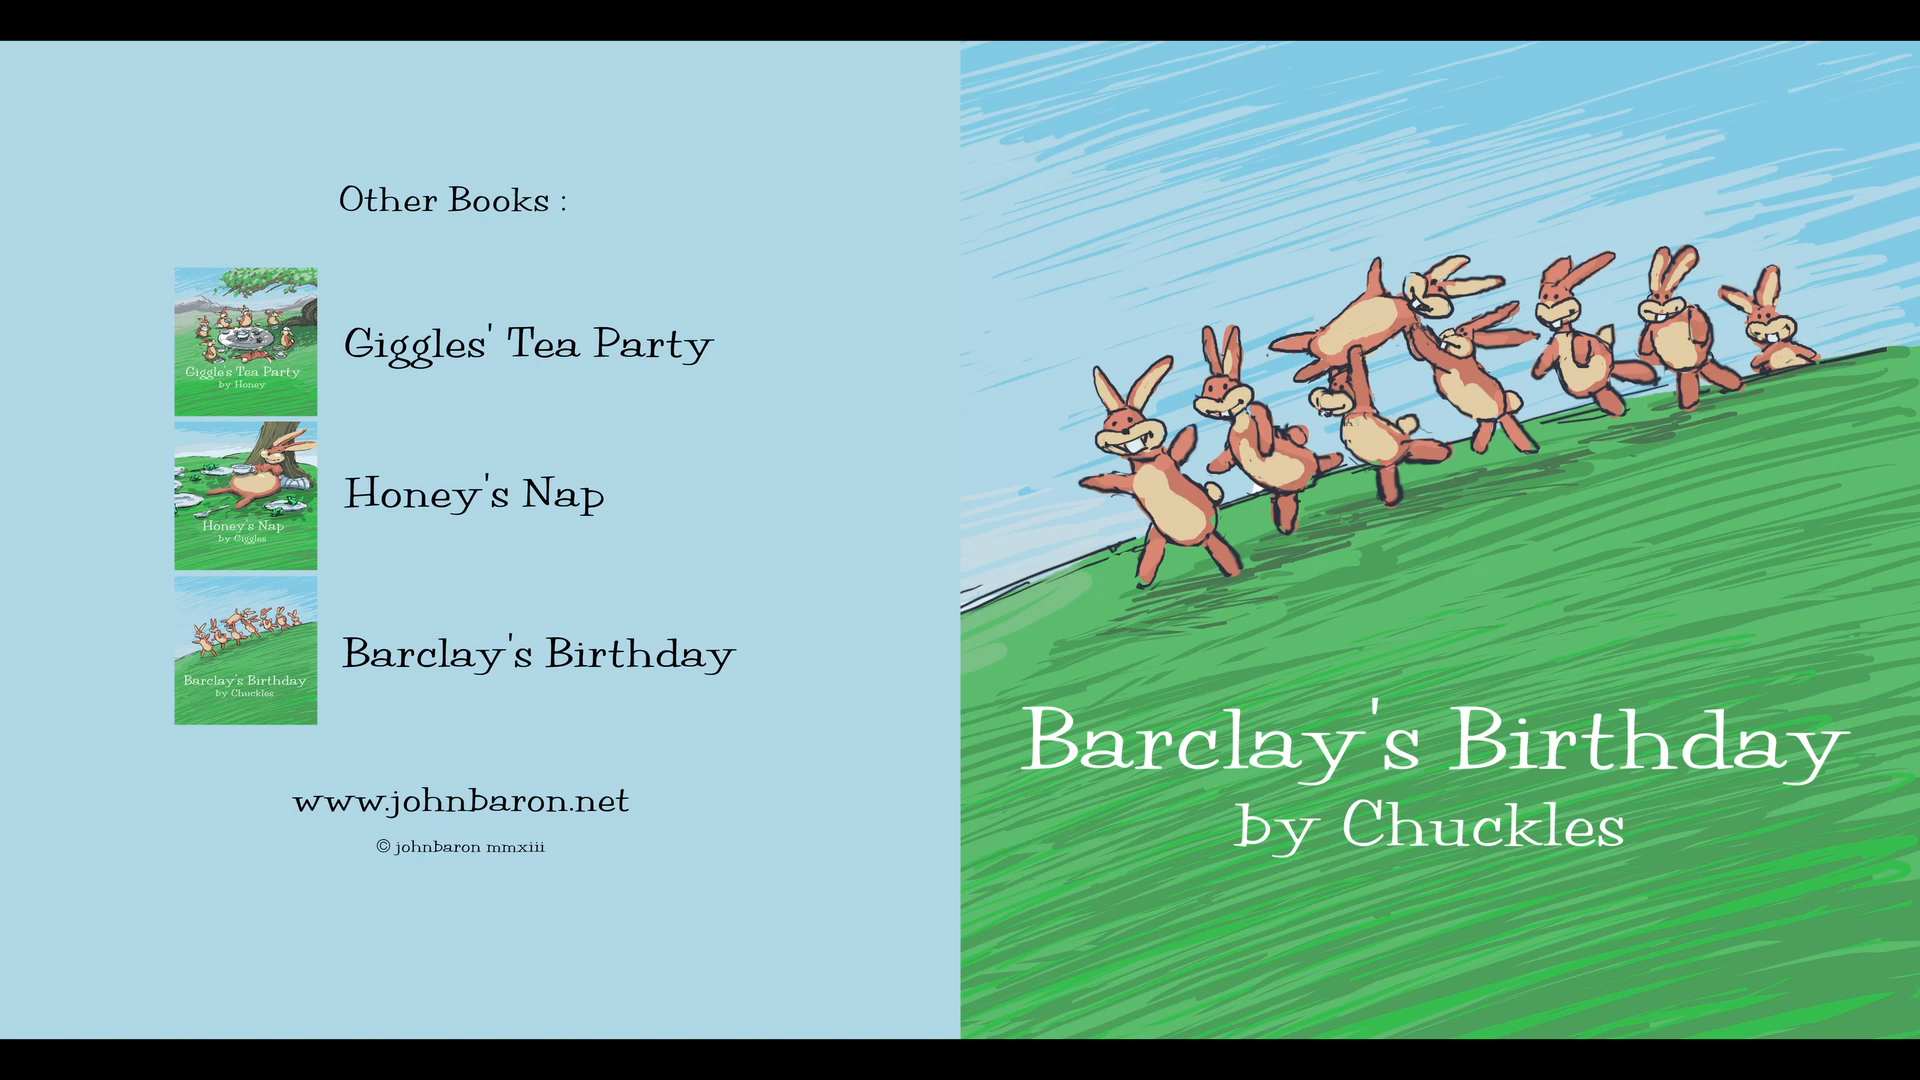 Other Books :
Giggle's Tea Party
by Honey
Giggles' Tea Party
Honey's Nap
by Giggles
Honey's Nap
Barclay's Birthday
by Chuckles
Barclay's Birthday
www.johnbaron.net
© johnbaron mmxiii
Barclay's Birthday
by Chuckles